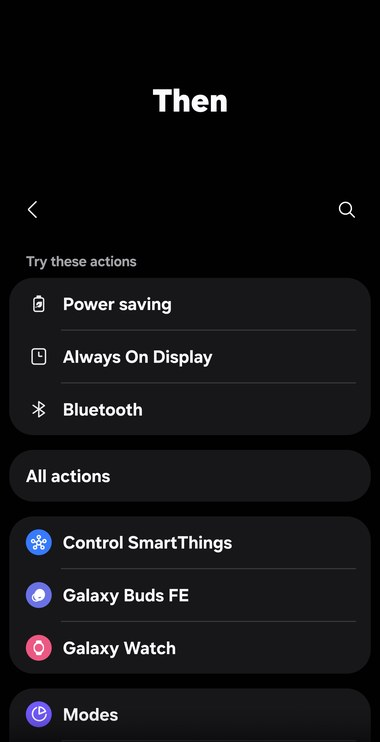 Then
Try these actions
Power saving
Always On Display
Bluetooth
All actions
Control SmartThings
Galaxy Buds FE
Galaxy Watch
Modes